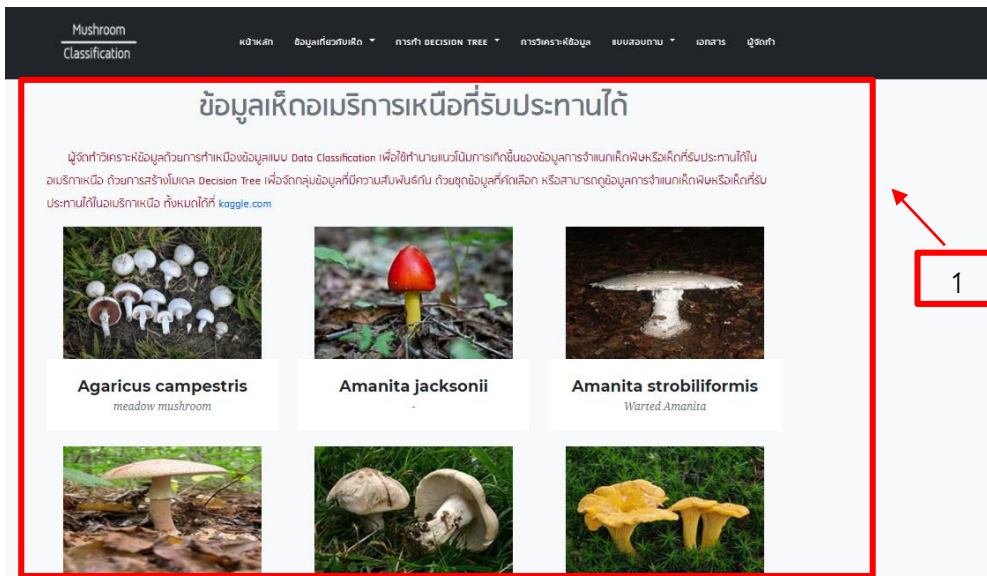 Mushroom
Classification
หน้าหลัก ข้อมูลเกี่ยวกับเห็ด การทำ DECISION TREE การวิเคราะห์ข้อมูล แบบสอบถาม เอกสาร ผู้จัดทำ
ข้อมูลเห็ดอเมริการเหนือที่รับประทานได้
ผู้จัดทำวิเคราะห์ข้อมูลด้วยการทำเหมืองข้อมูลแบบ Data Classification เพื่อใช้ทำนายแนวโน้มการเกิดขึ้นของข้อมูลการจำแนกเห็ดพิษหรือเห็ดที่รับประทานได้ใน
อเมริกาเหนือ ด้วยการสร้างโมเดล Decision Tree เพื่อจัดกลุ่มข้อมูลที่มีความสัมพันธ์กัน ด้วยชุดข้อมูลที่คัดเลือก หรือสามารถดูข้อมูลการจำแนกเห็ดพิษหรือเห็ดที่รับ
ประทานได้ในอเมริกาเหนือ ทั้งหมดได้ที่ kaggle.com
1
Agaricus campestris Amanita jacksonii Amanita strobiliformis
meadow mushroom - Warted Amanita